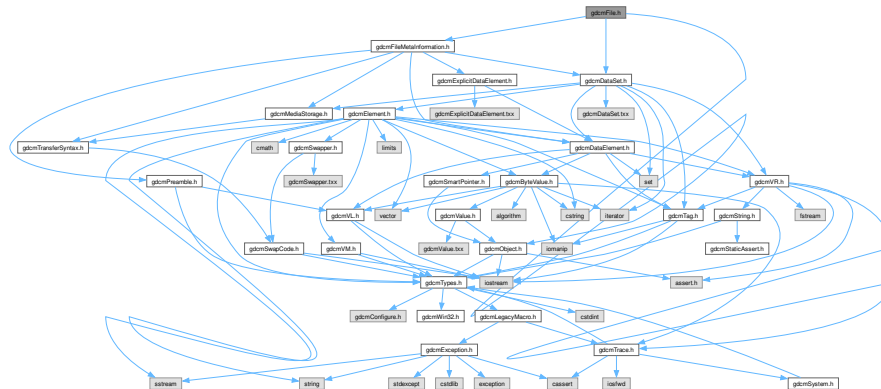 gdcmFile.h
gdcmFileMetaInformation.h
gdcmExplicitDataElement.h
gdcmDataSet.h
gdcmMediaStorage.h
gdcmElement.h
gdcmExplicitDataElement.txx
gdcmDataSet.txx
gdcmTransferSyntax.h
cmath
gdcmSwapper.h
limits
gdcmDataElement.h
gdcmPreamble.h
gdcmSwapper.txx
gdcmSmartPointer.h
gdcmByteValue.h
set
gdcmVR.h
gdcmVL.h
vector
gdcmValue.h
algorithm
cstring
iterator
gdcmTag.h
gdcmString.h
fstream
gdcmSwapCode.h
gdcmVM.h
gdcmValue.txx
gdcmObject.h
iomanip
gdcmStaticAssert.h
gdcmTypes.h
iostream
assert.h
gdcmConfigure.h
gdcmWin32.h
gdcmLegacyMacro.h
cstdint
gdcmException.h
gdcmTrace.h
sstream
string
stdexcept
cstdlib
exception
cassert
iosfwd
gdcmSystem.h